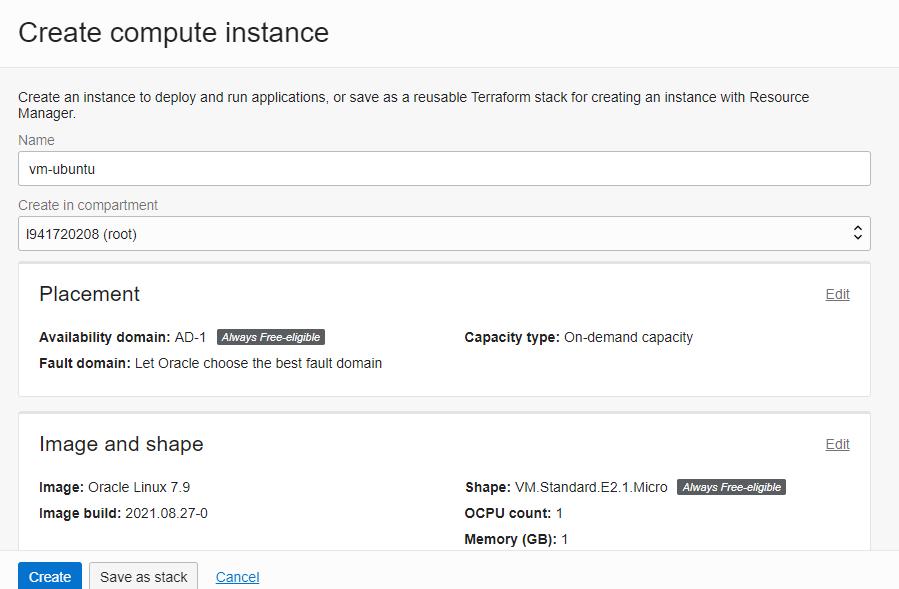 Create compute instance
Create an instance to deploy and run applications, or save as a reusable Terraform stack for creating an instance with Resource
Manager.
Name
vm-ubuntu
Create in compartment
l941720208 (root)
Placement
Edit
Availability domain: AD-1 Always Free-eligible
Capacity type: On-demand capacity
Fault domain: Let Oracle choose the best fault domain
Image and shape
Edit
Image: Oracle Linux 7.9
Shape: VM.Standard.E2.1.Micro Always Free-eligible
Image build: 2021.08.27-0
OCPU count: 1
Memory (GB): 1
Create
Save as stack
Cancel